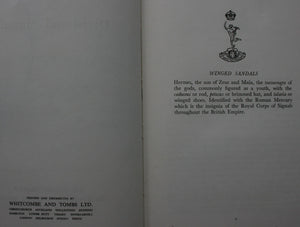 PRINTED AND DISTRIBUTED BY
WHITCOMBE AND TOMBS LTD.
WINGED SANDALS
Hermes, the son of Zeus and Maia, the messenger of
the gods, commonly figured as a youth, with the
caduceus or rod, petasus or brimmed hat, and talaria or
winged shoes. Identified with the Roman Mercury
which is the insignia of the Royal Corps of Signals
throughout the British Empire.